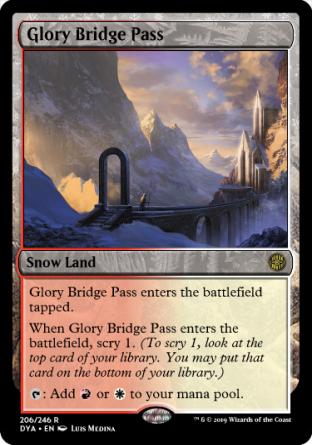 Glory Bridge Pass
Snow Land
Glory Bridge Pass enters the battlefield
tapped.
When Glory Bridge Pass enters the
battlefield, scry 1. (To scry 1, look at the
top card of your library. You may put that
card on the bottom of your library.)
: Add or to your mana pool.
206/246 R
DYA • EN Luis Medina
™ & © 2019 Wizards of the Coast